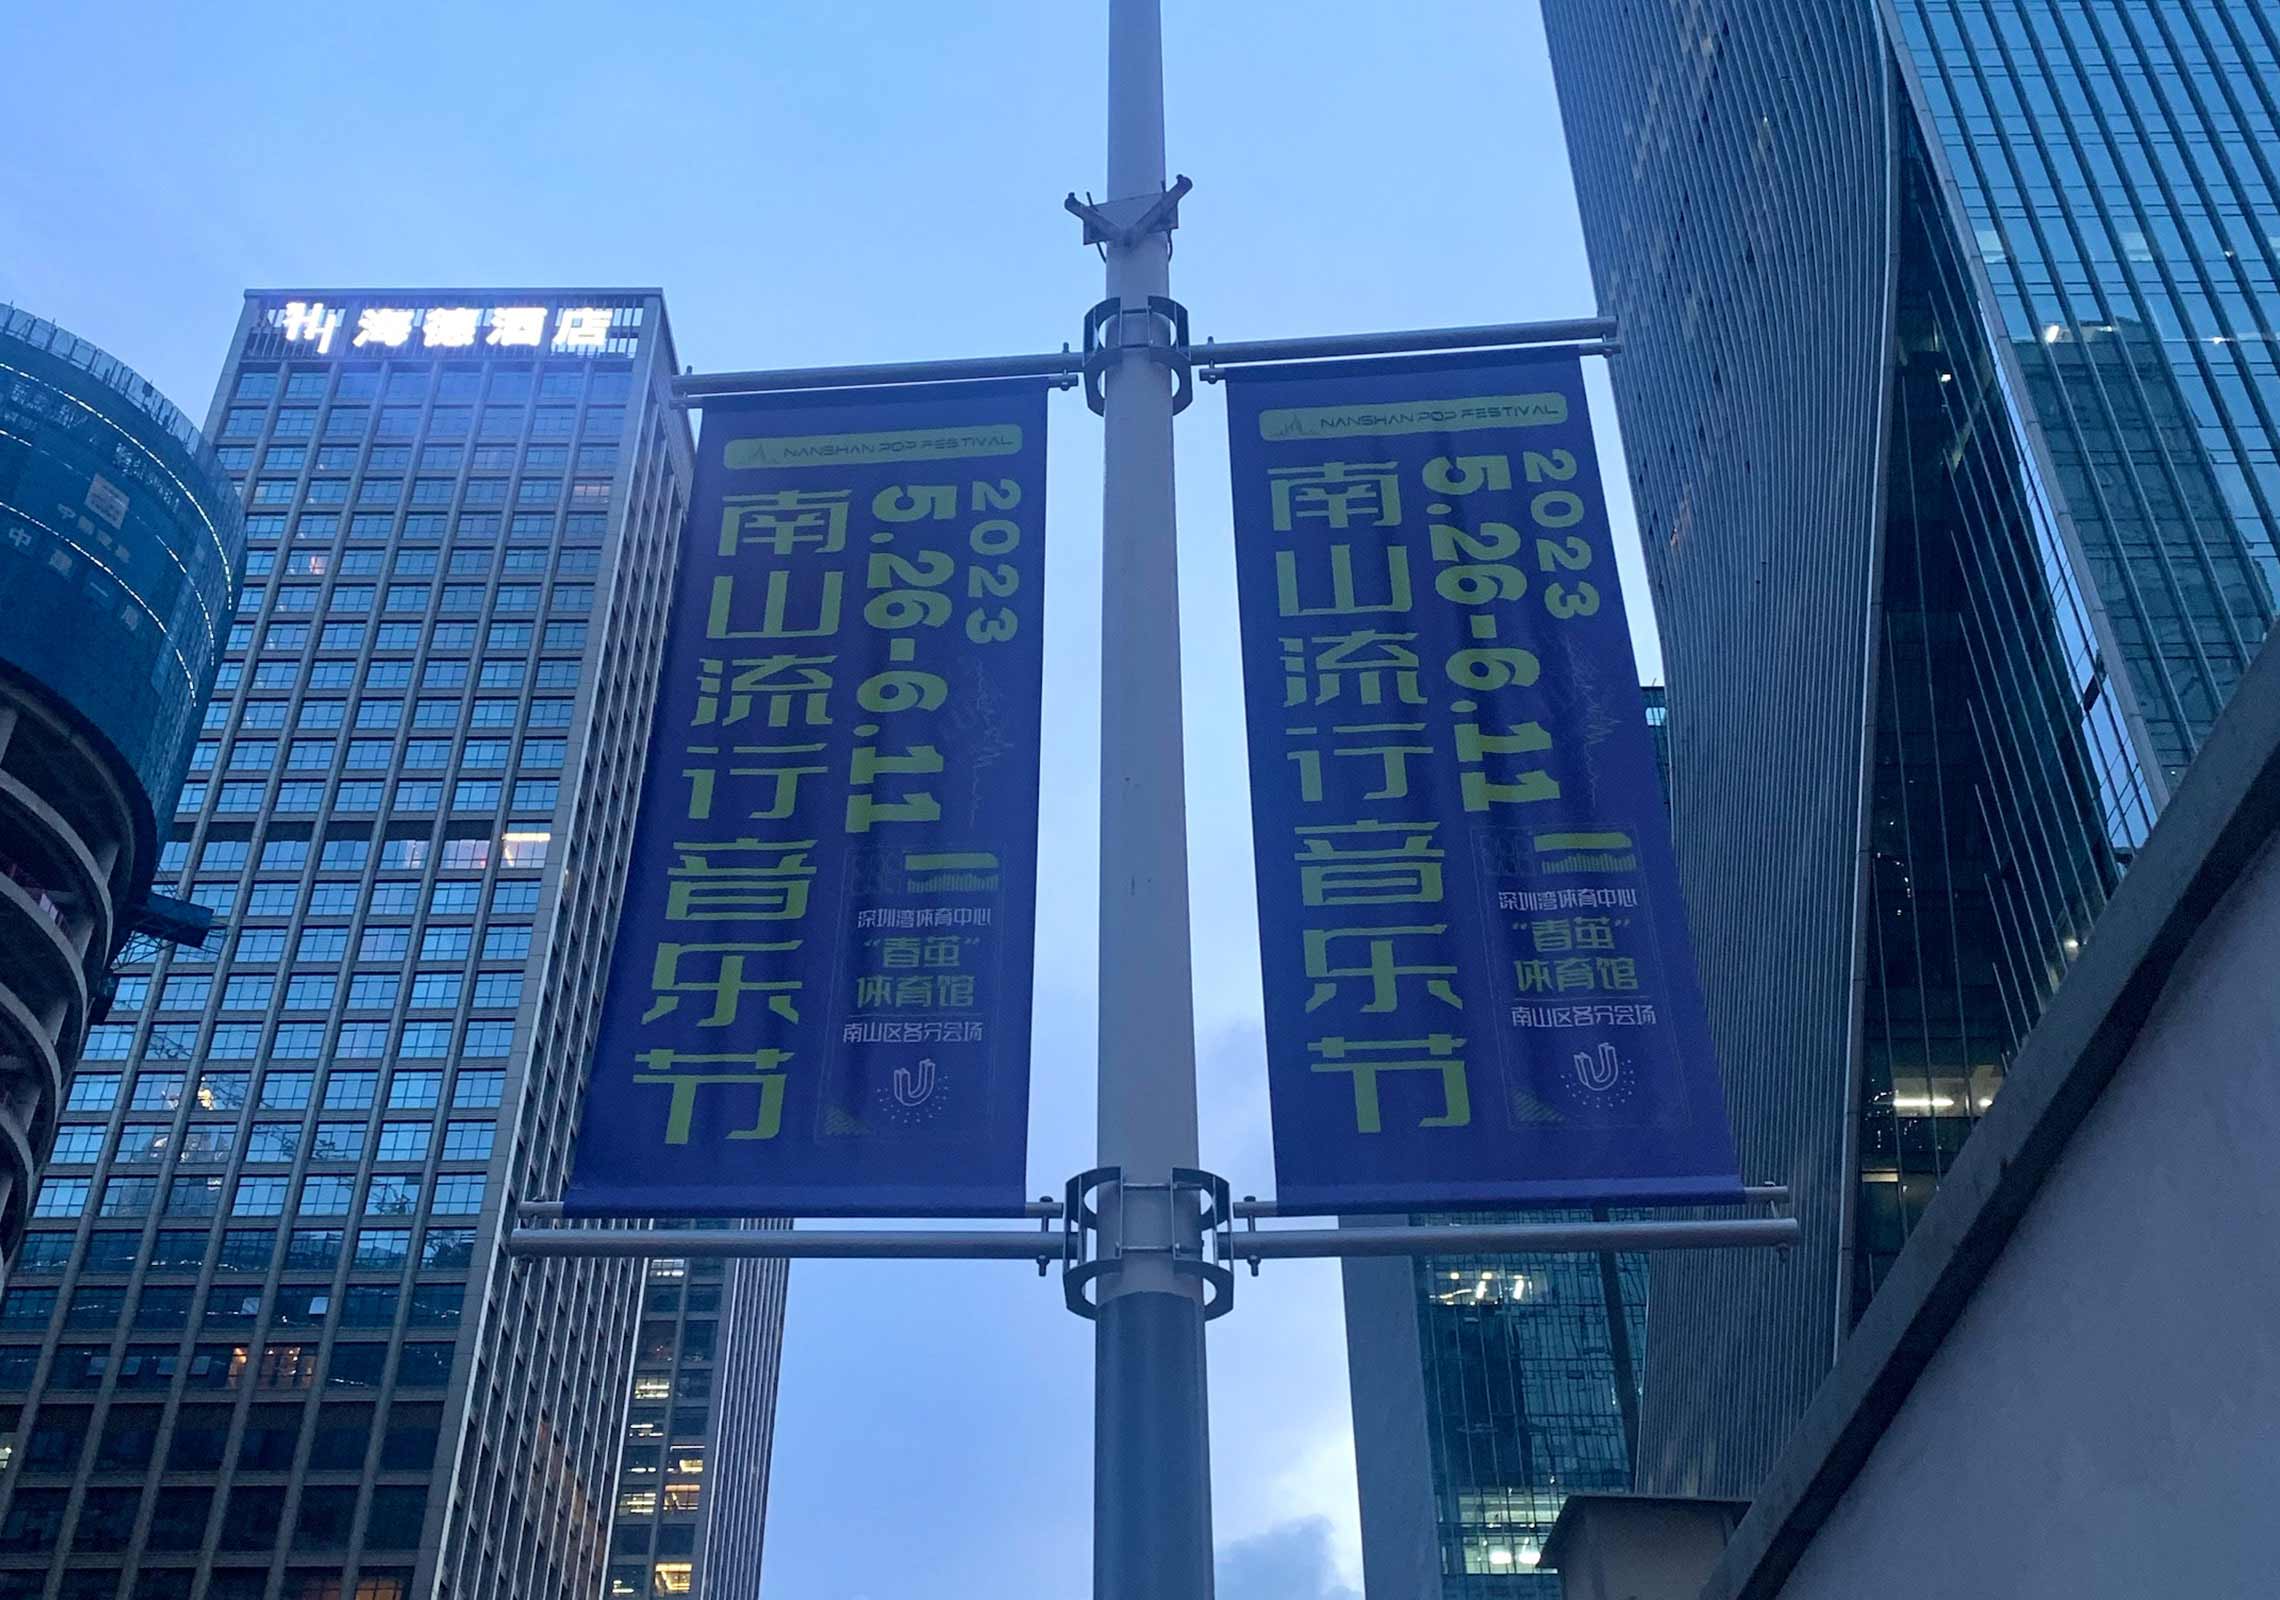 海德酒店
NANSHAN POP FESTIVAL
2023
5.26-6.11
南山流行音乐节
深圳湾体育中心
“春茧”
体育馆
南山区各分会场
NANSHAN POP FESTIVAL
2023
5.26-6.11
南山流行音乐节
深圳湾体育中心
“春茧”
体育馆
南山区各分会场